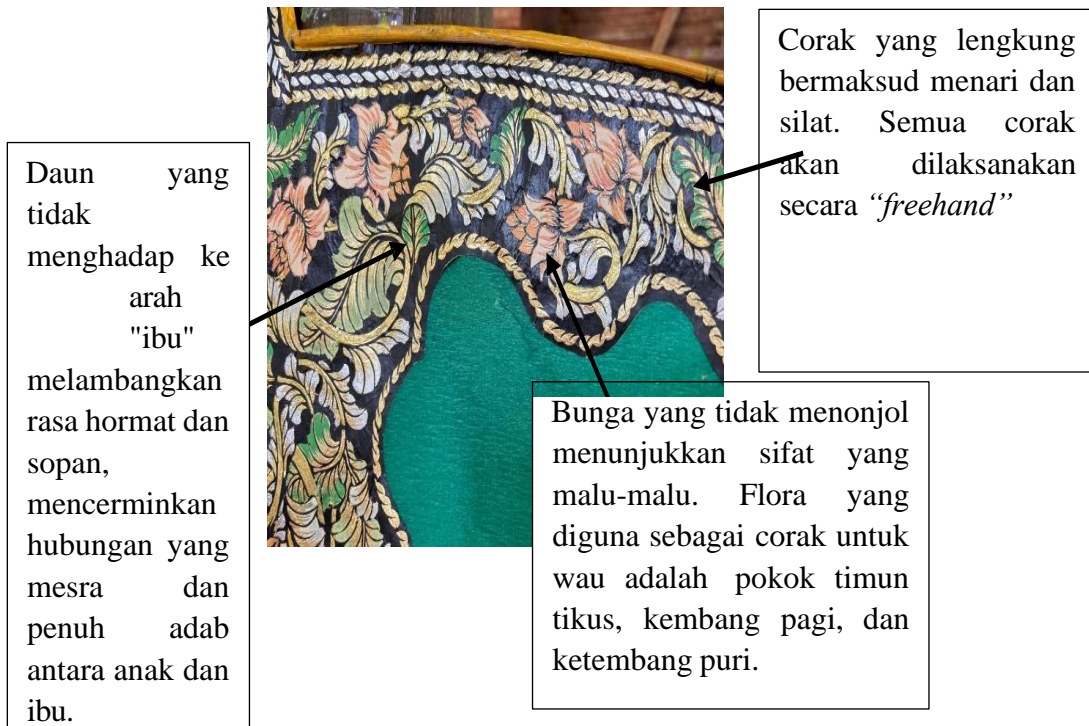 Daun yang
tidak
menghadap ke
arah
"ibu"
melambangkan
rasa hormat dan
sopan,
mencerminkan
hubungan yang
mesra dan
penuh adab
antara anak dan
ibu.
Corak yang lengkung
bermaksud menari dan
silat. Semua corak
akan dilaksanakan
secara “freehand”
Bunga yang tidak menonjol
menunjukkan sifat yang
malu-malu. Flora yang
diguna sebagai corak untuk
wau adalah pokok timun
tikus, kembang pagi, dan
ketembang puri.